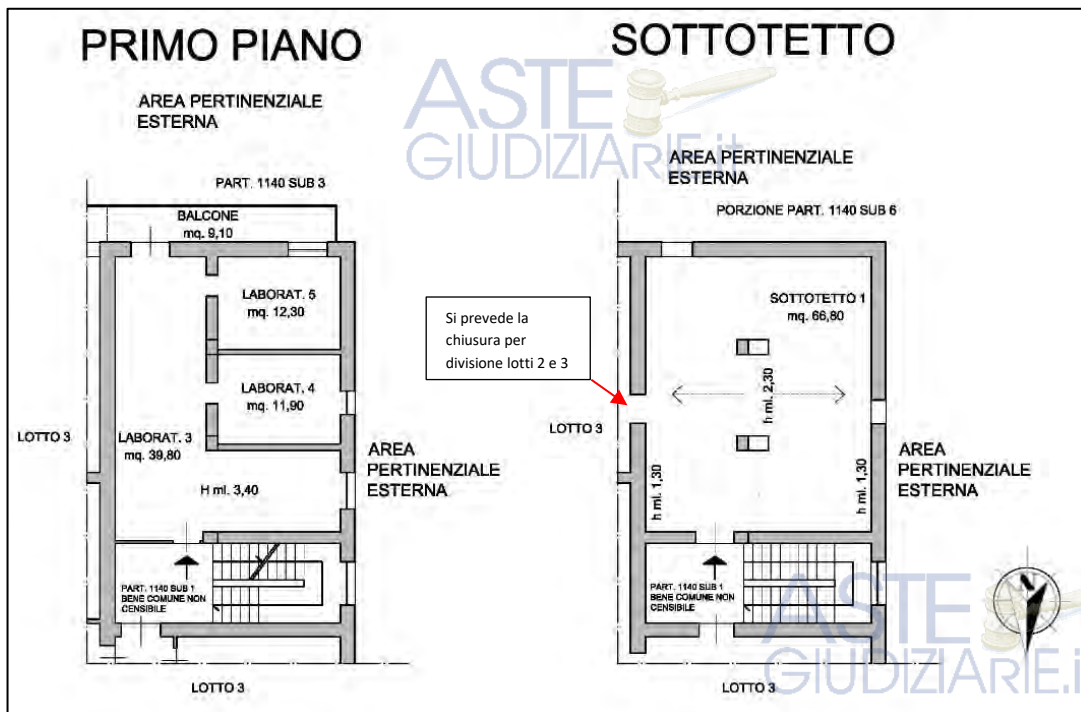 PRIMO PIANO
AREA PERTINENZIALE
ESTERNA
PART. 1140 SUB 3
BALCONE
mq. 9,10
LABORAT. 5
mq. 12,30
LABORAT. 4
mq. 11,90
LOTTO 3
LABORAT. 3
mq. 39,80
H ml. 3,40
AREA
PERTINENZIALE
ESTERNA
PART. 1140 SUB 1
BENE COMUNE NON
CENSIBILE
LOTTO 3
SOTTOTETTO
ASTE
GIUDIZIARIE.it
AREA PERTINENZIALE
ESTERNA
PORZIONE PART. 1140 SUB 6
SOTTOTETTO 1
mq. 66,80
Si prevede la
chiusura per
divisione lotti 2 e 3
h ml. 2,30
LOTTO 3
h ml. 1,30
h ml. 1,30
AREA
PERTINENZIALE
ESTERNA
PART. 1140 SUB 1
BENE COMUNE NON
CENSIBILE
LOTTO 3
ASTE
GIUDIZIARIE.i